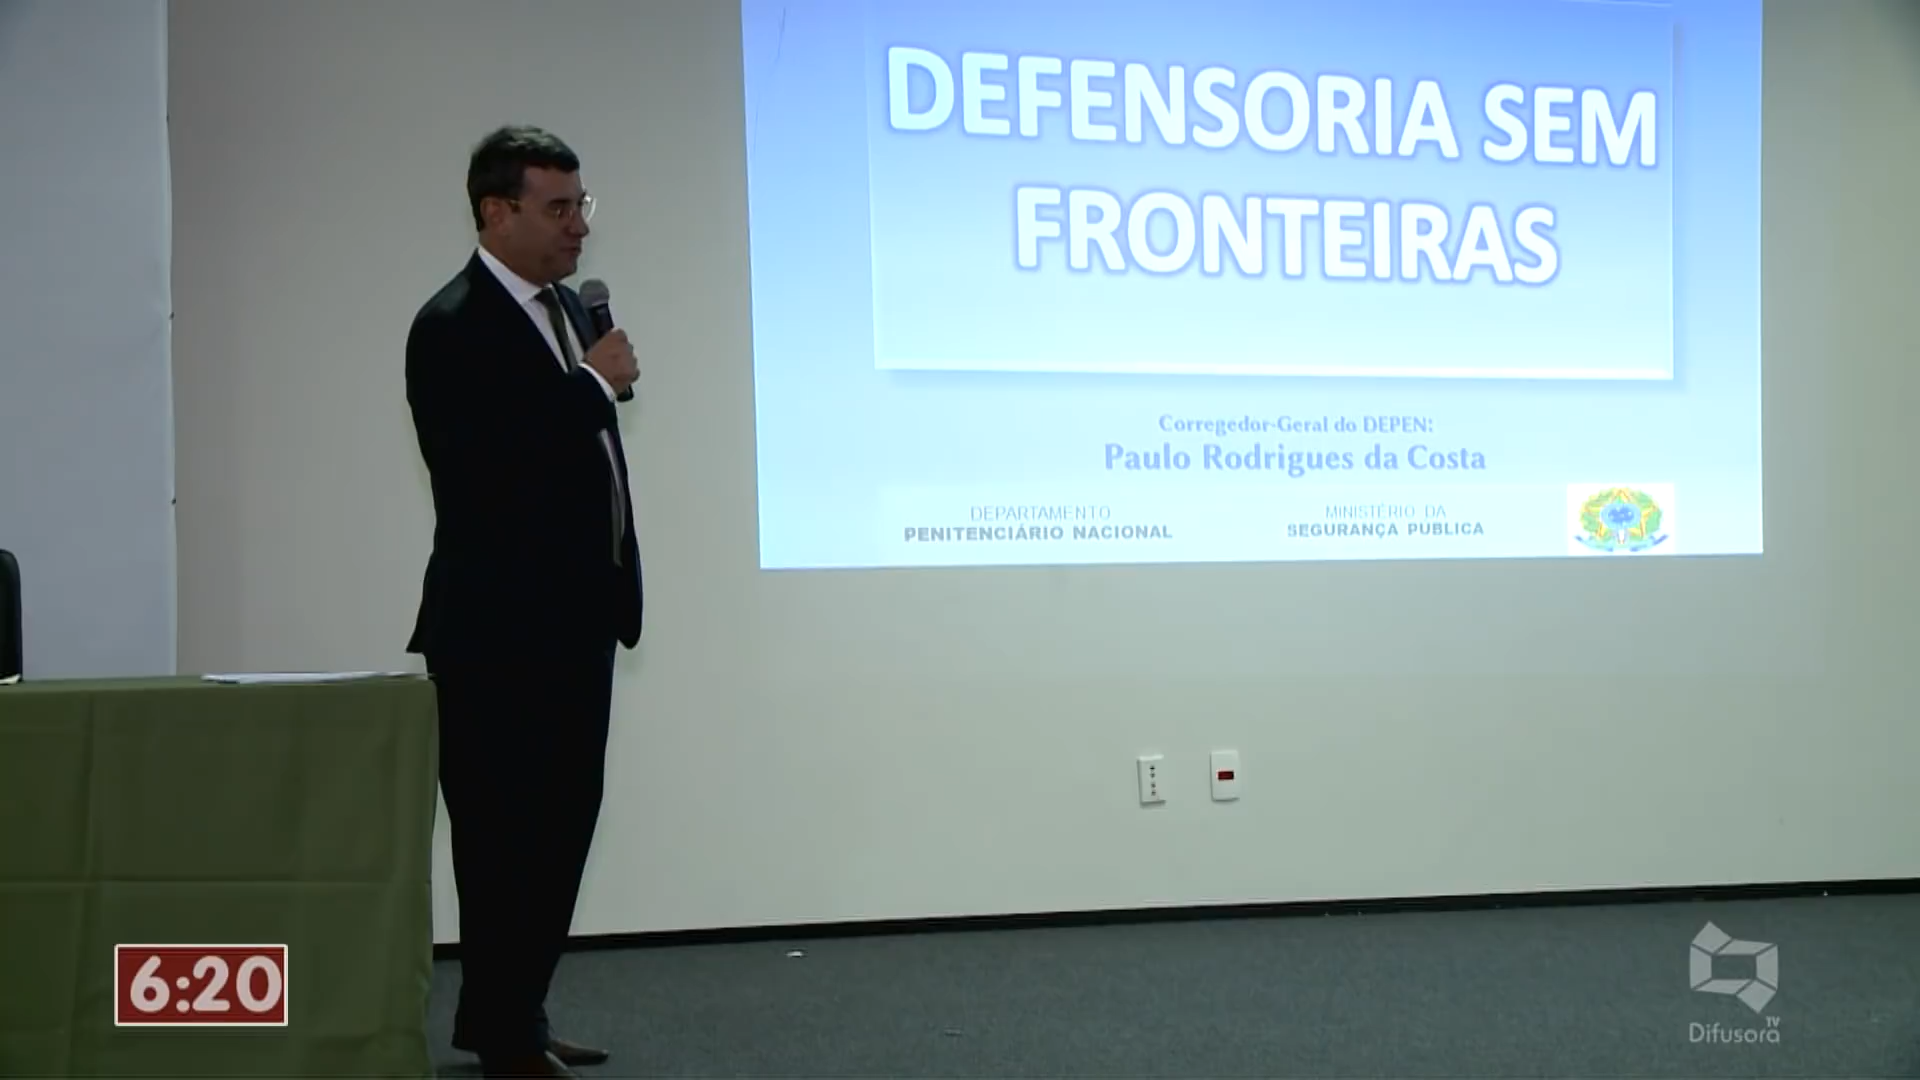 DEFENSORIA SEM
FRONTEIRAS
Corregedor-Geral do DEPEN:
Paulo Rodrigues da Costa
DEPARTAMENTO
PENITENCIÁRIO NACIONAL
MINISTÉRIO DA
SEGURANÇA PUBLICA
6:20
Difusora
TV